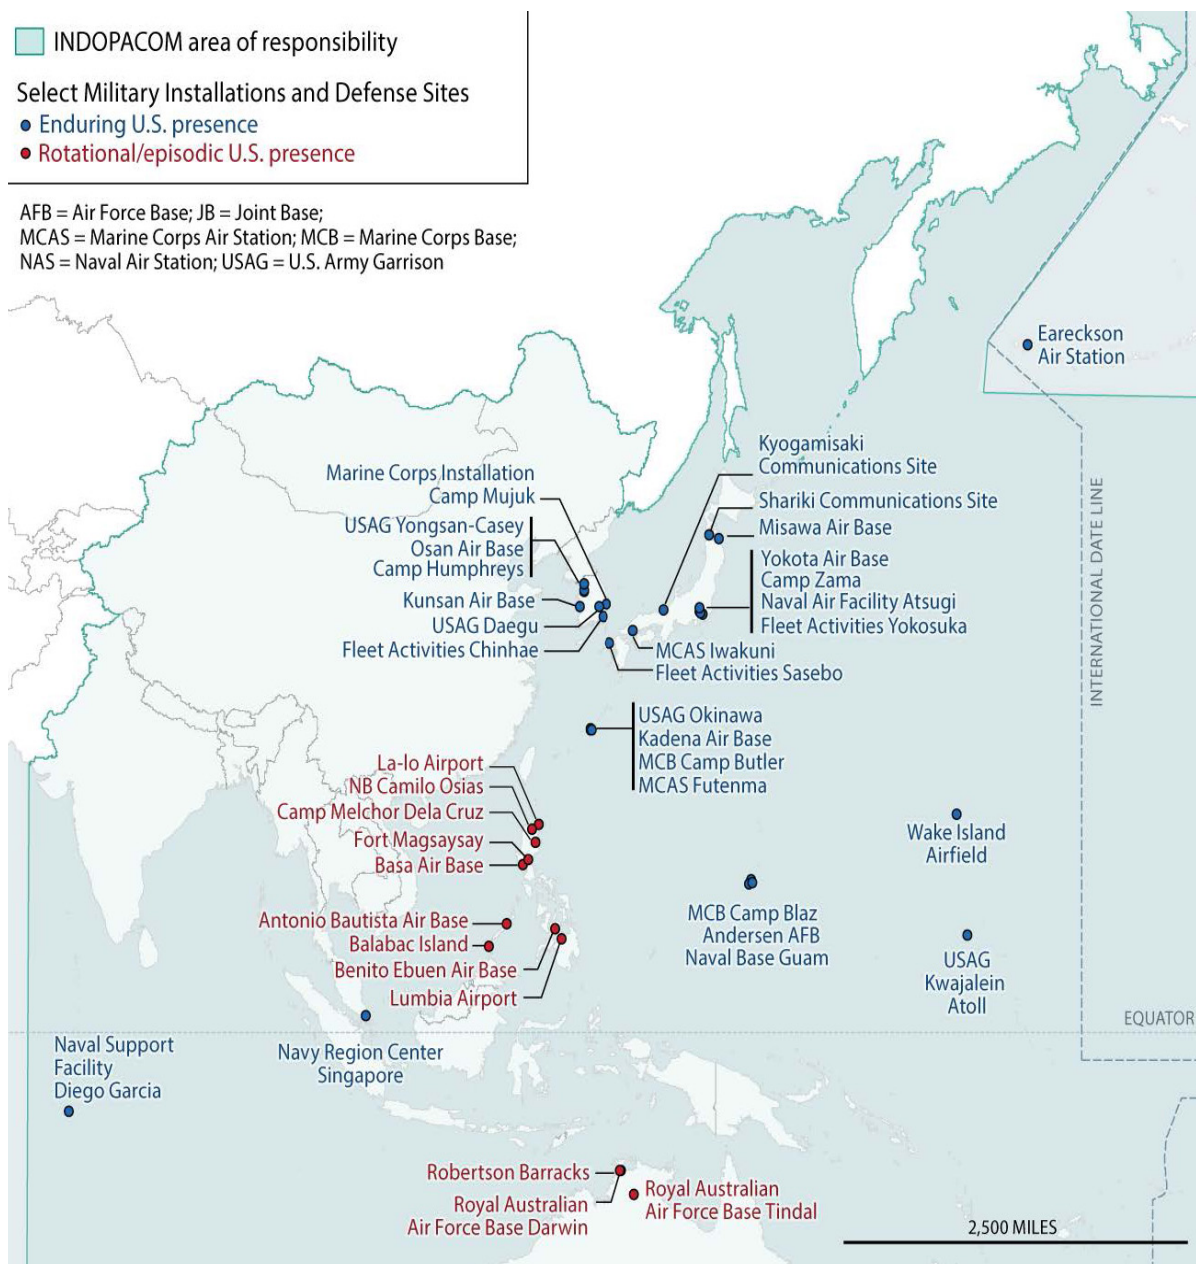 INDOPACOM area of responsibility
Select Military Installations and Defense Sites
Enduring U.S. presence
Rotational/episodic U.S. presence
AFB = Air Force Base; JB = Joint Base;
MCAS = Marine Corps Air Station; MCB = Marine Corps Base;
NAS = Naval Air Station; USAG = U.S. Army Garrison
Eareckson
Air Station
INTERNATIONAL DATE LINE
Kyogamisaki
Communications Site
Shariki Communications Site
Misawa Air Base
Yokota Air Base
Camp Zama
Naval Air Facility Atsugi
Fleet Activities Yokosuka
Marine Corps Installation
Camp Mujuk
USAG Yongsan-Casey
Osan Air Base
Camp Humphreys
Kunsan Air Base
USAG Daegu
Fleet Activities Chinhae
MCAS Iwakuni
Fleet Activities Sasebo
USAG Okinawa
Kadena Air Base
MCB Camp Butler
MCAS Futenma
La-lo Airport
NB Camilo Osias
Camp Melchor Dela Cruz
Fort Magsaysay
Basa Air Base
Antonio Bautista Air Base
Balabac Island
Benito Ebuen Air Base
Lumbia Airport
Wake Island
Airfield
MCB Camp Blaz
Andersen AFB
Naval Base Guam
USAG
Kwajalein
Atoll
EQUATOR
Naval Support
Facility
Diego Garcia
Navy Region Center
Singapore
Robertson Barracks
Royal Australian
Air Force Base Darwin
Royal Australian
Air Force Base Tindal
2,500 MILES